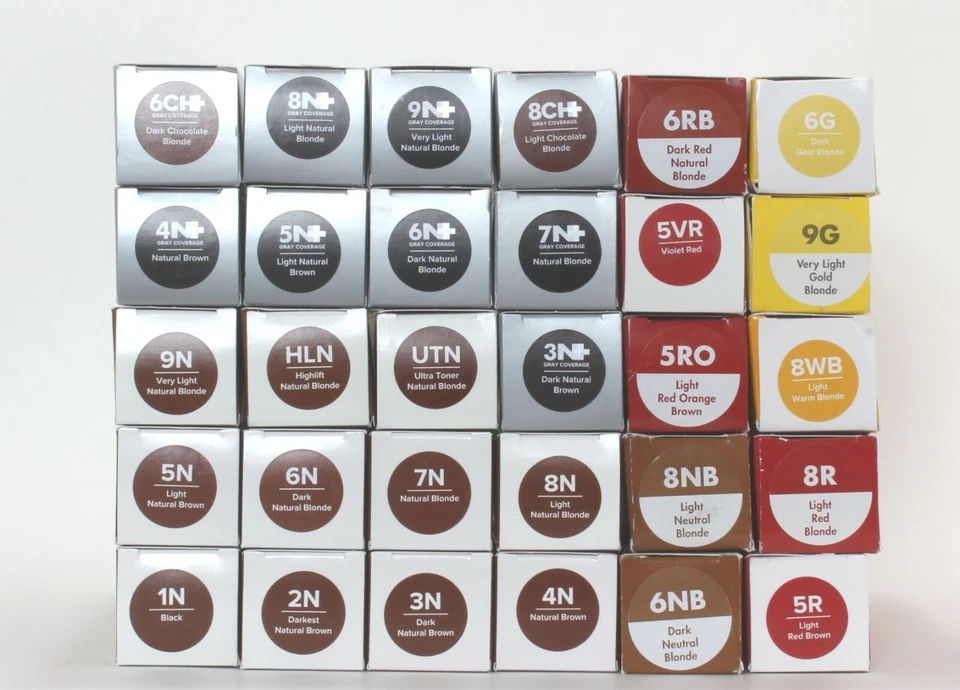 6CH+
GRAY COVERAGE
Dark Chocolate
Blonde
8N+
GRAY COVERAGE
Light Natural
Blonde
9N+
GRAY COVERAGE
Very Light
Natural Blonde
8CH+
GRAY COVERAGE
Light Chocolate
Blonde
6RB
Dark Red
Natural
Blonde
6G
Dark
Gold Blonde
4N+
GRAY COVERAGE
Natural Brown
5N+
GRAY COVERAGE
Light Natural
Brown
6N+
GRAY COVERAGE
Dark Natural
Blonde
7N+
GRAY COVERAGE
Natural Blonde
5VR
Violet Red
9G
Very Light
Gold
Blonde
9N
Very Light
Natural Blonde
HLN
Highlift
Natural Blonde
UTN
Ultra Toner
Natural Blonde
3N+
GRAY COVERAGE
Dark Natural
Brown
5RO
Light
Red Orange
Brown
8WB
Light
Warm Blonde
5N
Light
Natural Brown
6N
Dark
Natural Blonde
7N
Natural Blonde
8N
Light
Natural Blonde
8NB
Light
Neutral
Blonde
8R
Light
Red
Blonde
1N
Black
2N
Darkest
Natural Brown
3N
Dark
Natural Brown
4N
Natural Brown
6NB
Dark
Neutral
Blonde
5R
Light
Red Brown